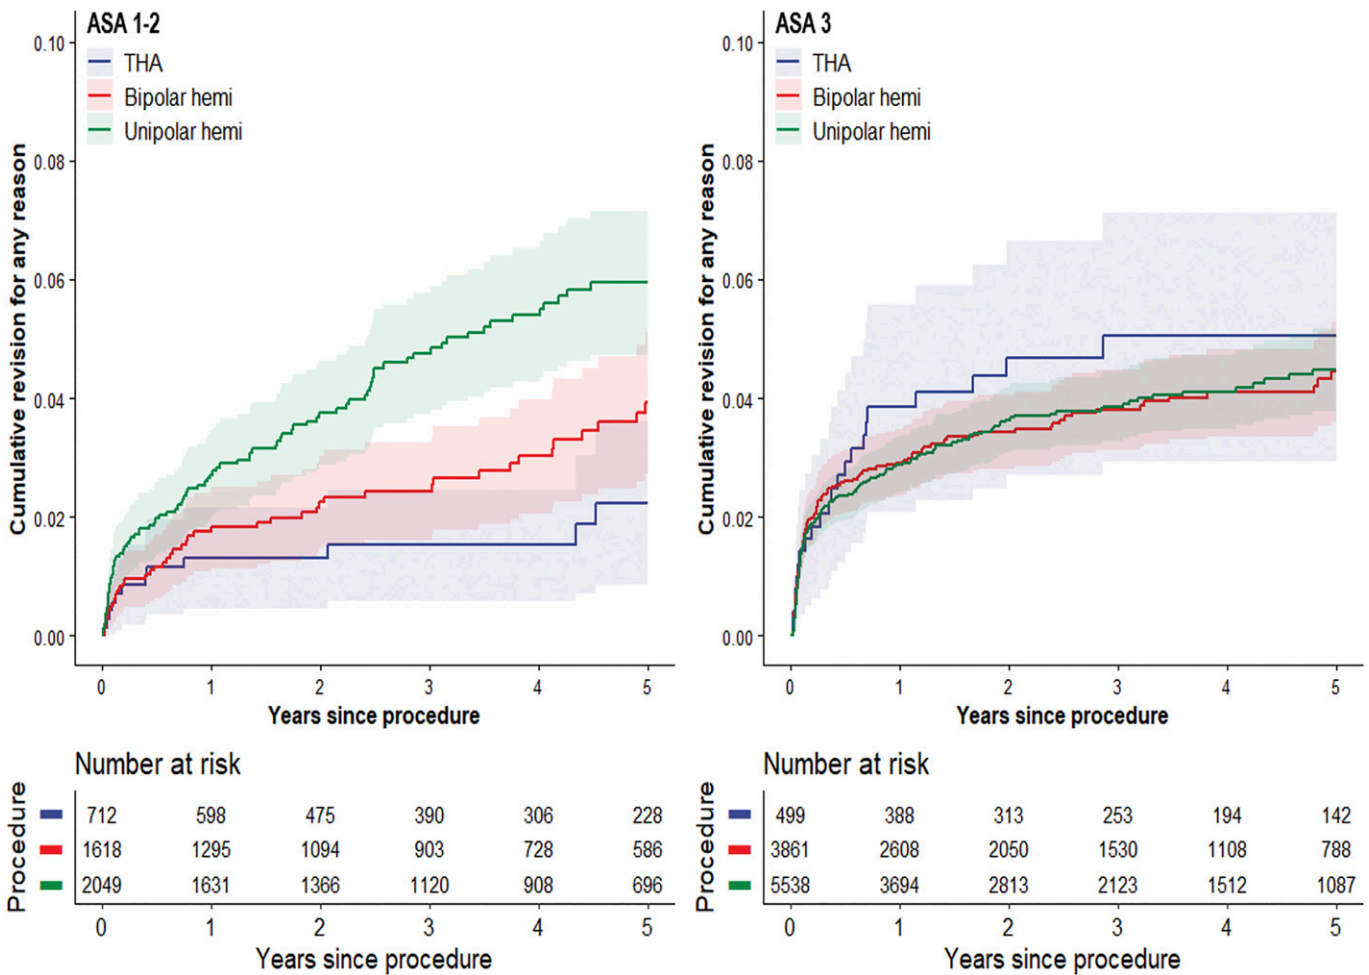 ASA 1-2
THA
Bipolar hemi
Unipolar hemi
Cumulative revision for any reason
0.10
0.08
0.06
0.04
0.02
0.00
0 1 2 3 4 5
Years since procedure
Number at risk
Procedure
712 598 475 390 306 228
1618 1295 1094 903 728 586
2049 1631 1366 1120 908 696
0 1 2 3 4 5
Years since procedure
ASA 3
THA
Bipolar hemi
Unipolar hemi
Cumulative revision for any reason
0.10
0.08
0.06
0.04
0.02
0.00
0 1 2 3 4 5
Years since procedure
Number at risk
Procedure
499 388 313 253 194 142
3861 2608 2050 1530 1108 788
5538 3694 2813 2123 1512 1087
0 1 2 3 4 5
Years since procedure